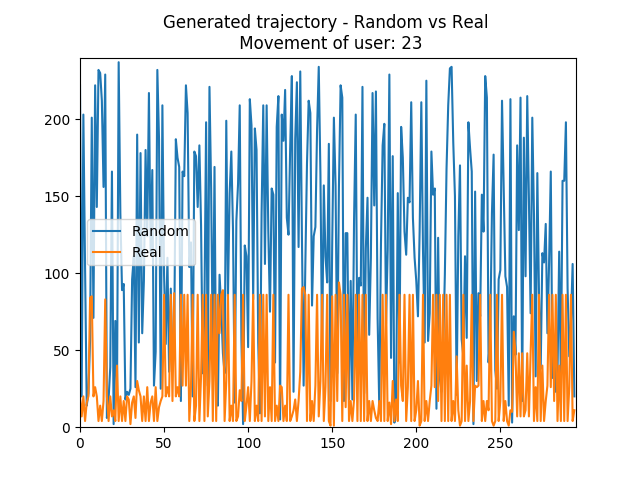 Generated trajectory - Random vs Real
Movement of user: 23
200
150
100
50
0
Random
Real
0 50 100 150 200 250